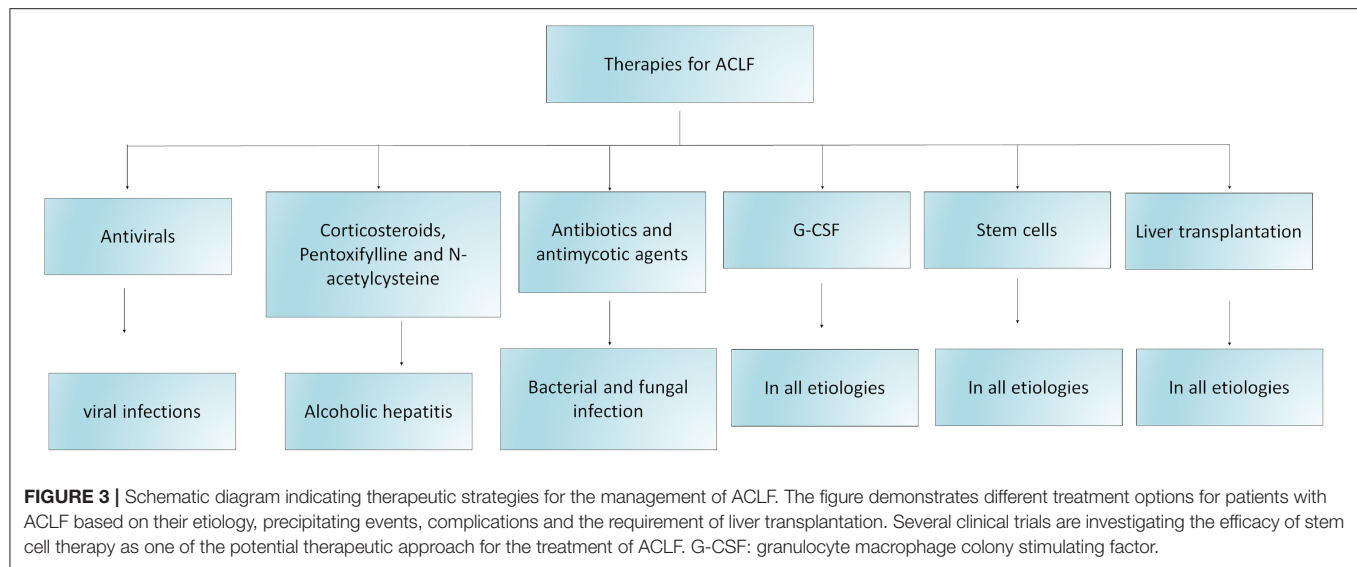 Therapies for ACLF
Antivirals
Corticosteroids,
Pentoxifylline and N-
acetylcysteine
Antibiotics and
antimycotic agents
G-CSF
Stem cells
Liver transplantation
viral infections
Alcoholic hepatitis
Bacterial and fungal
infection
In all etiologies
In all etiologies
In all etiologies
FIGURE 3 | Schematic diagram indicating therapeutic strategies for the management of ACLF. The figure demonstrates different treatment options for patients with
ACLF based on their etiology, precipitating events, complications and the requirement of liver transplantation. Several clinical trials are investigating the efficacy of stem
cell therapy as one of the potential therapeutic approach for the treatment of ACLF. G-CSF: granulocyte macrophage colony stimulating factor.